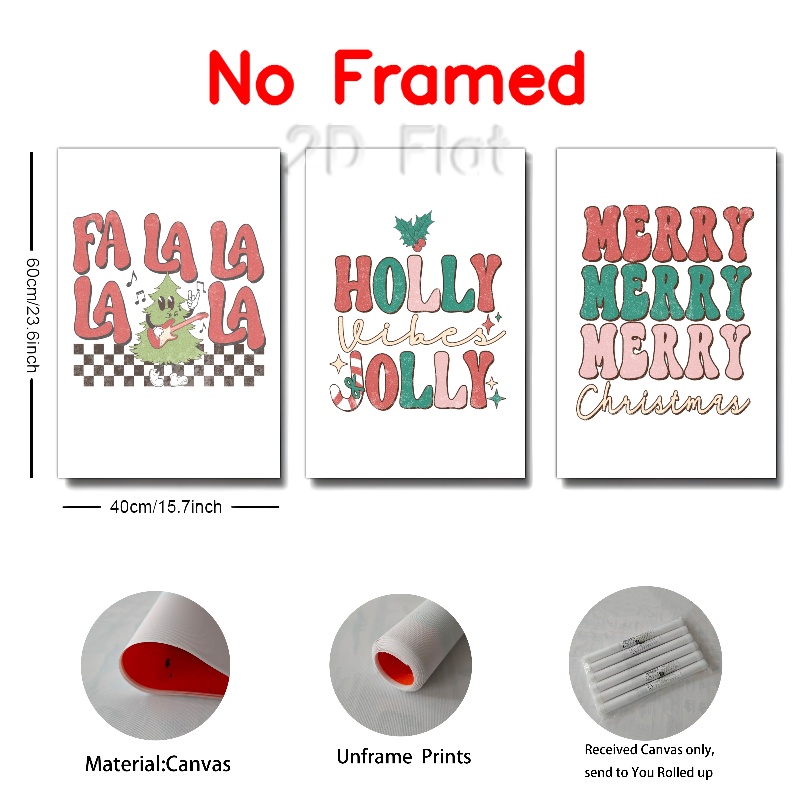 No Framed
2D Flat
60cm/23.6inch
FA LA LA
LA LA
HOLLY
Vibes
JOLLY
MERRY
MERRY
MERRY
Christmas
40cm/15.7inch
Material:Canvas
Unframe Prints
Received Canvas only,
send to You Rolled up